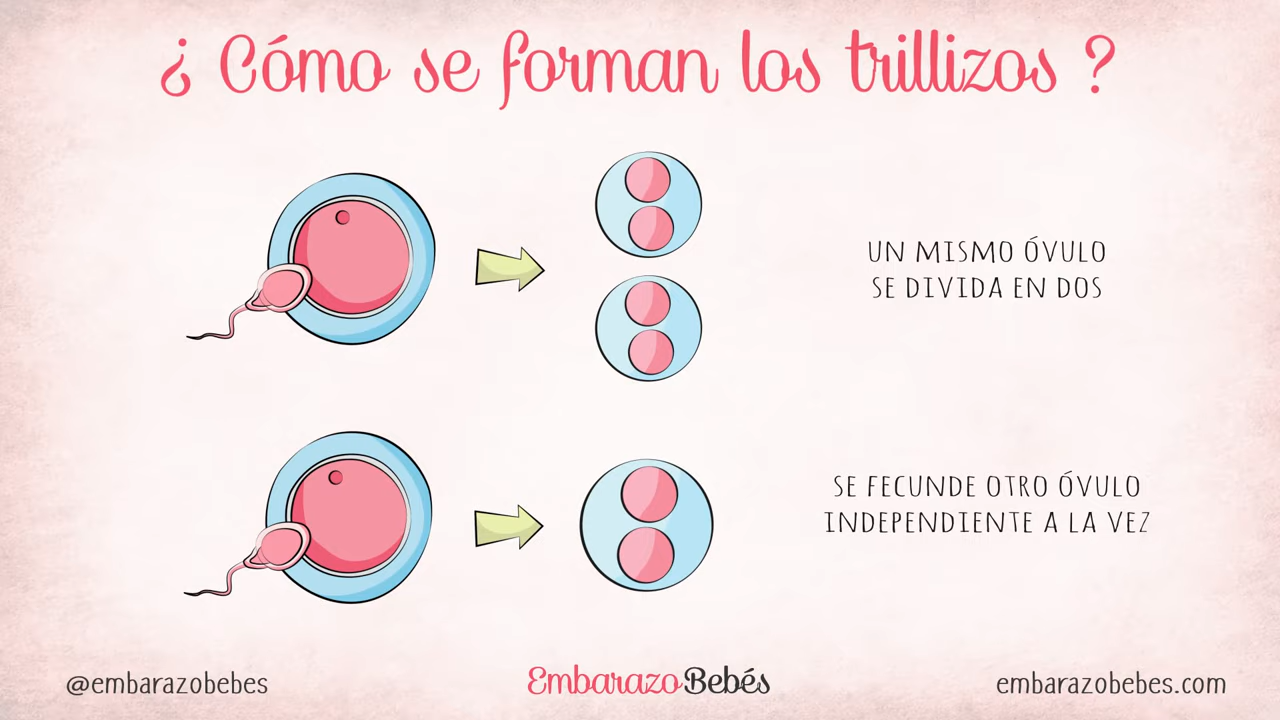 ¿ Cómo se forman los trillizos ?
UN MISMO ÓVULO
SE DIVIDA EN DOS
SE FECUNDE OTRO ÓVULO
INDEPENDIENTE A LA VEZ
@embarazobebes
EmbarazoBebés
embarazobebes.com